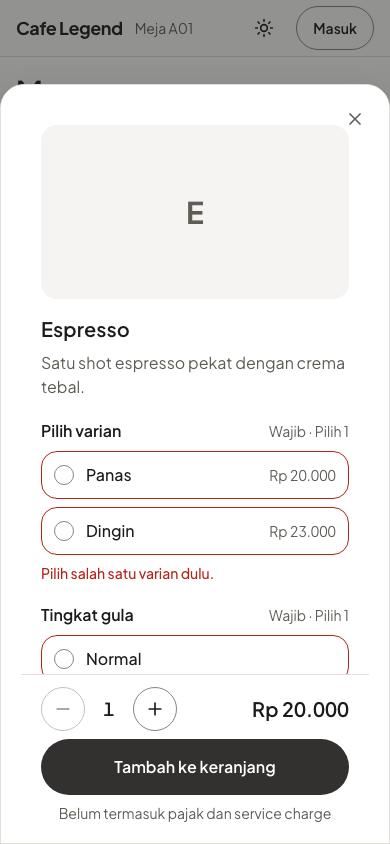 Cafe Legend Meja A01 Masuk
E
Espresso
Satu shot espresso pekat dengan crema
tebal.
Pilih varian Wajib · Pilih 1
Panas Rp 20.000
Dingin Rp 23.000
Pilih salah satu varian dulu.
Tingkat gula Wajib · Pilih 1
Normal
1 Rp 20.000
Tambah ke keranjang
Belum termasuk pajak dan service charge